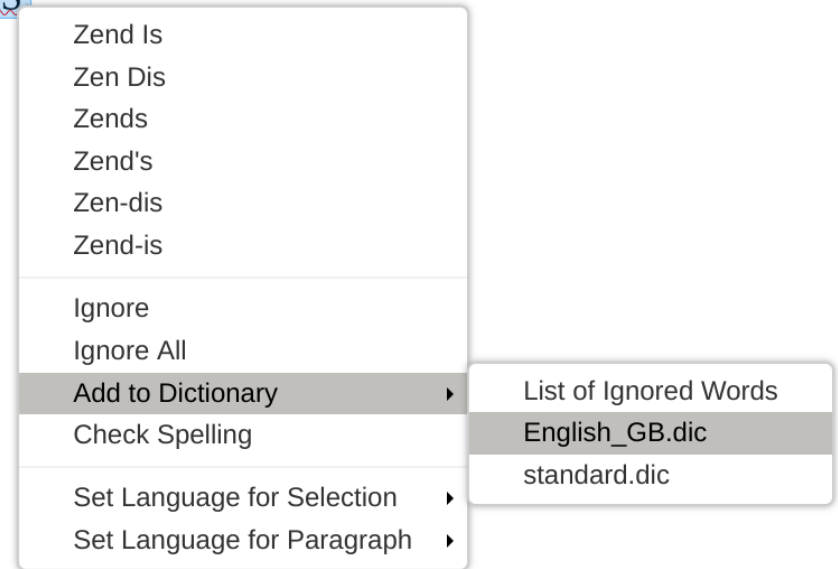 Zend Is
Zen Dis
Zends
Zend's
Zen-dis
Zend-is
Ignore
Ignore All
Add to Dictionary
Check Spelling
Set Language for Selection
Set Language for Paragraph
List of Ignored Words
English_GB.dic
standard.dic